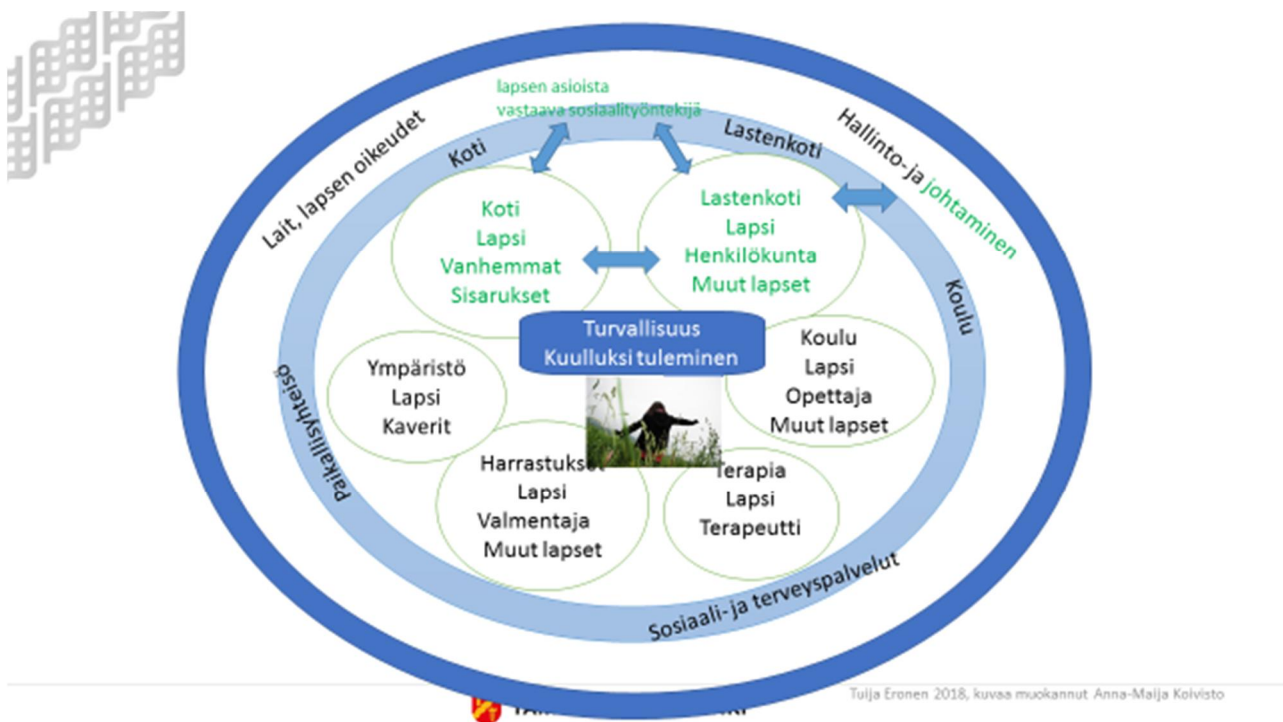 lapsen asioista
vastaava sosiaalityöntekijä
Lait, lapsen oikeudet
Hallinto- ja johtaminen
Koti
Lastenkoti
Koulu
Paikallisyhteisö
Sosiaali- ja terveyspalvelut
Koti
Lapsi
Vanhemmat
Sisarukset
Lastenkoti
Lapsi
Henkilökunta
Muut lapset
Turvallisuus
Kuulluksi tuleminen
Ympäristö
Lapsi
Kaverit
Koulu
Lapsi
Opettaja
Muut lapset
Harrastukset
Lapsi
Valmentaja
Muut lapset
Terapia
Lapsi
Terapeutti
Tuija Eronen 2018, kuvaa muokannut Anna-Maija Koivisto